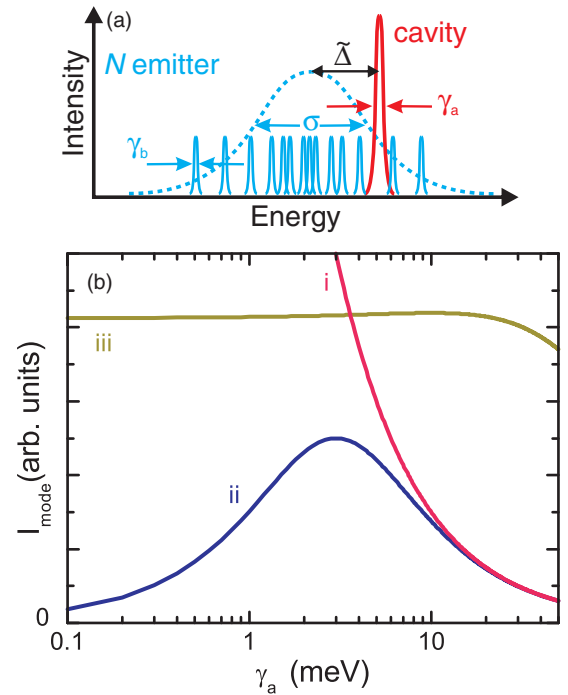 (a)
cavity
N emitter
Δ̃
γa
σ
γb
Intensity
Energy
(b)
i
iii
ii
Imode(arb. units)
0
0.1
1
10
γa (meV)